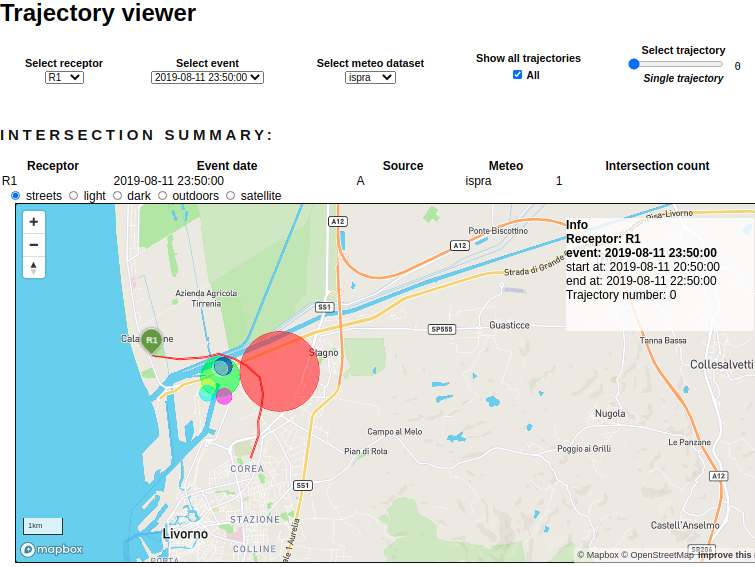 Trajectory viewer
Select receptor
Select event
Select meteo dataset
Show all trajectories
Select trajectory
R1
2019-08-11 23:50:00
ispra
All
0
Single trajectory
INTERSECTION SUMMARY:
Receptor Event date Source Meteo Intersection count
R1 2019-08-11 23:50:00 A ispra 1
streets light dark outdoors satellite
+
−
Info
Receptor: R1
event: 2019-08-11 23:50:00
start at: 2019-08-11 20:50:00
end at: 2019-08-11 22:50:00
Trajectory number: 0
Pisa-Livorno
A12
Ponte Biscottino
A12
Strada di Grande
Azienda Agricola
Tirrenia
SS1
SP555
Guasticce
R1
Stagno
Tanna Bassa
Collesalvetti
Nugola
Campo al Melo
Pian di Rota
Poggio ai Grilli
Le Panzane
COREA
A12
SS1
STAZIONE
Livorno
COLLINE
PORTA
ale 1 Aurelia
Castell'Anselmo
SR206
1km
mapbox
© Mapbox © OpenStreetMap Improve this